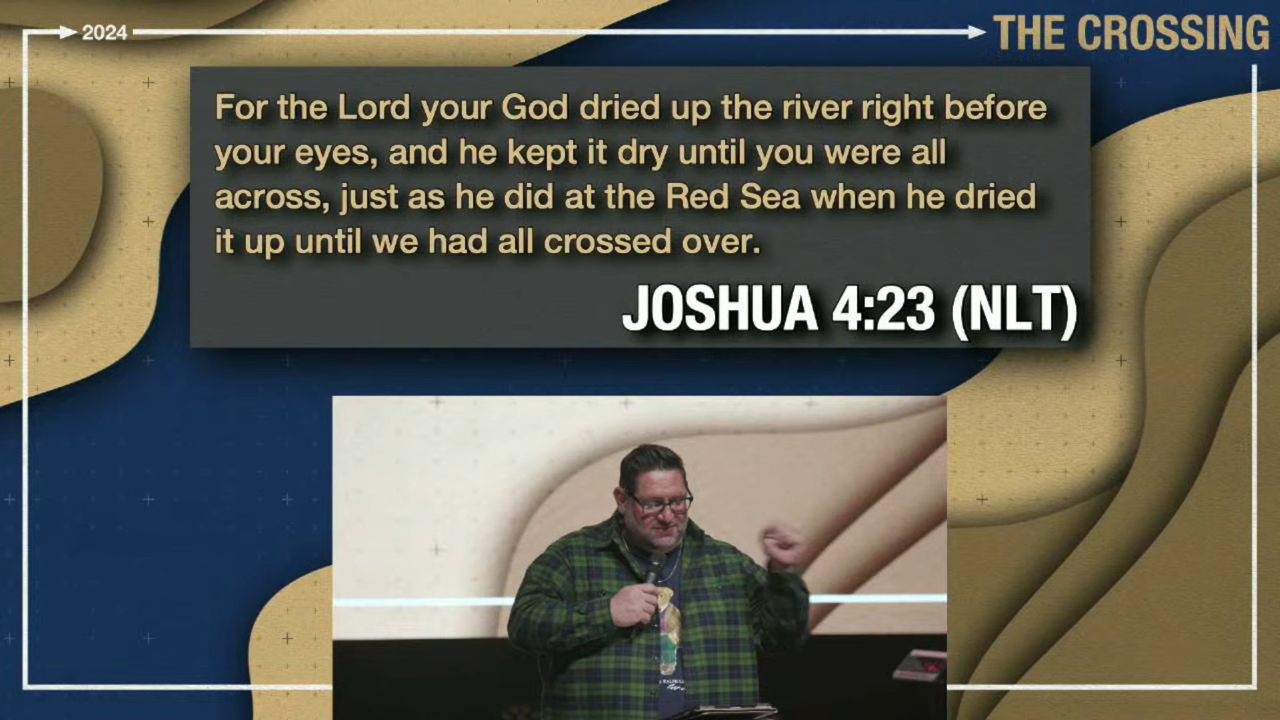 2024
THE CROSSING
For the Lord your God dried up the river right before
your eyes, and he kept it dry until you were all
across, just as he did at the Red Sea when he dried
it up until we had all crossed over.
JOSHUA 4:23 (NLT)